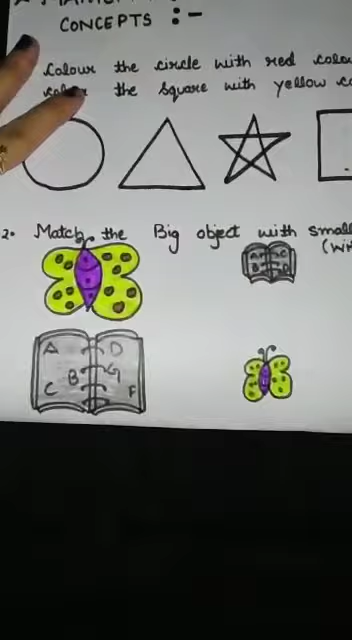 CONCEPTS :-
Colour the circle with red
the square with yellow
2. Match the Big object with small
A D
B G
C F